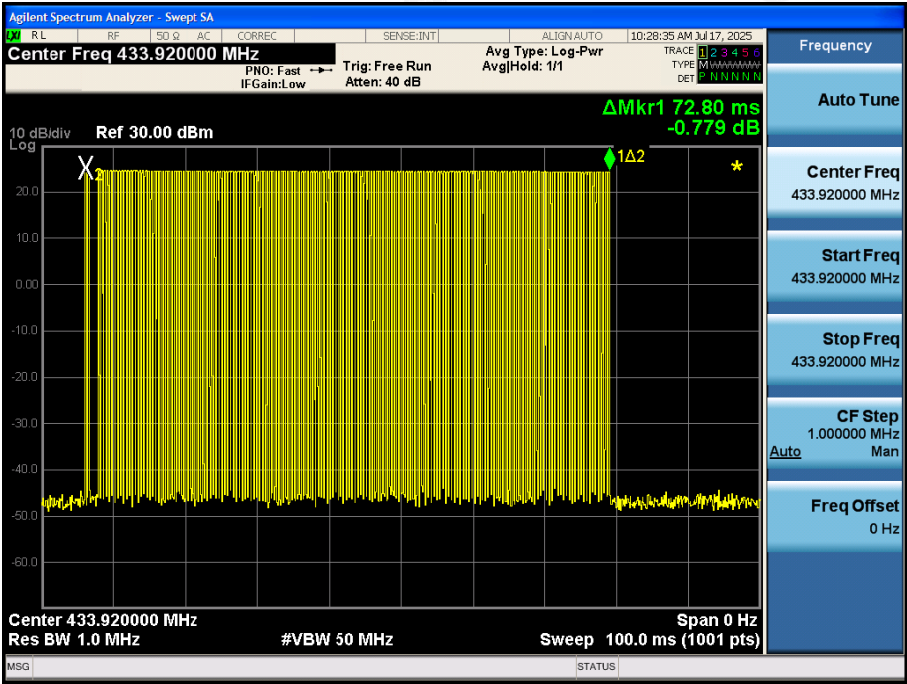 Agilent Spectrum Analyzer - Swept SA
LXI RL RF 50 Ω AC CORREC SENSE:INT ALIGN AUTO 10:28:35 AM Jul 17, 2025
Center Freq 433.920000 MHz
PNO: Fast
IFGain:Low
Trig: Free Run
Atten: 40 dB
Avg Type: Log-Pwr
Avg|Hold: 1/1
TRACE 1 2 3 4 5 6
TYPE M
DET P N N N N N
ΔMkr1 72.80 ms
-0.779 dB
10 dB/div Ref 30.00 dBm
Log
X2
1Δ2
*
20.0
10.0
0.00
-10.0
-20.0
-30.0
-40.0
-50.0
-60.0
Center 433.920000 MHz Span 0 Hz
Res BW 1.0 MHz #VBW 50 MHz Sweep 100.0 ms (1001 pts)
MSG STATUS
Frequency
Auto Tune
Center Freq
433.920000 MHz
Start Freq
433.920000 MHz
Stop Freq
433.920000 MHz
CF Step
1.000000 MHz
Auto Man
Freq Offset
0 Hz